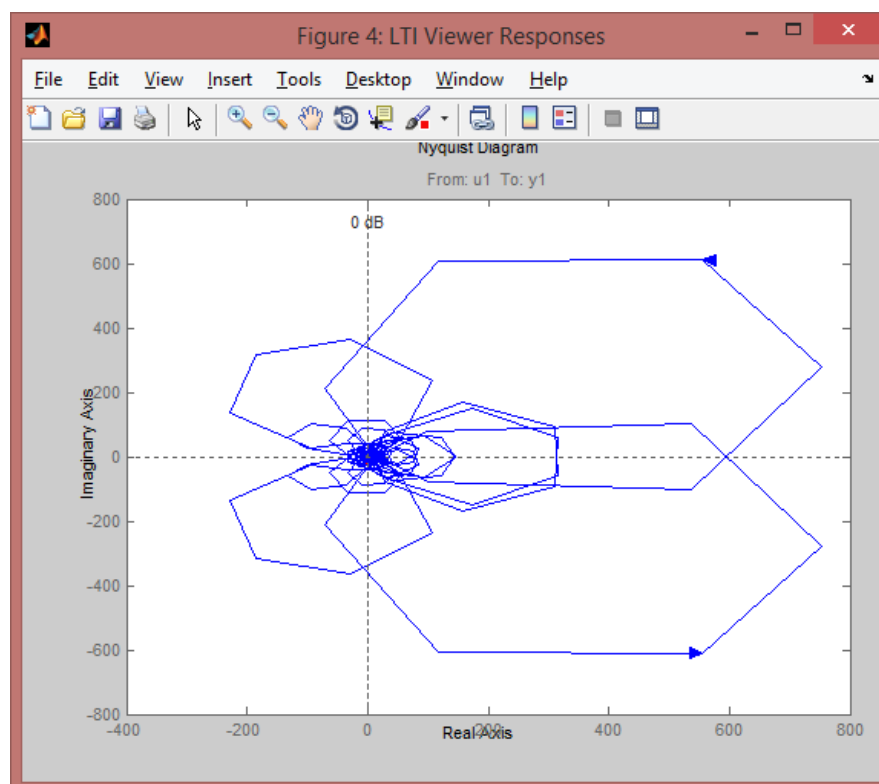 Figure 4: LTI Viewer Responses
File Edit View Insert Tools Desktop Window Help
Nyquist Diagram
From: u1 To: y1
0 dB
800
600
400
200
0
-200
-400
-600
-800
Imaginary Axis
-400 -200 0 200 400 600 800
Real Axis